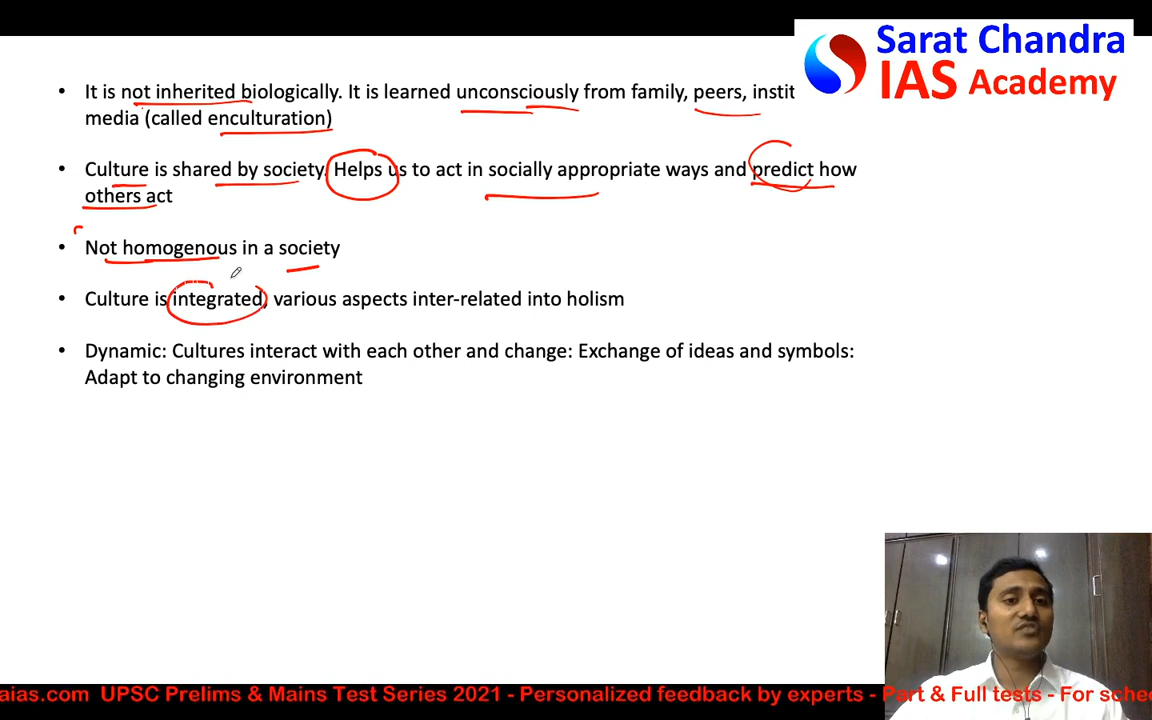 Sarat Chandra
IAS Academy
• It is not inherited biologically. It is learned unconsciously from family, peers, instit
media (called enculturation)
• Culture is shared by society. Helps us to act in socially appropriate ways and predict how
others act
• Not homogenous in a society
• Culture is integrated, various aspects inter-related into holism
• Dynamic: Cultures interact with each other and change: Exchange of ideas and symbols:
Adapt to changing environment
aias.com UPSC Prelims & Mains Test Series 2021 - Personalized feedback by experts - Part & Full tests - For sche